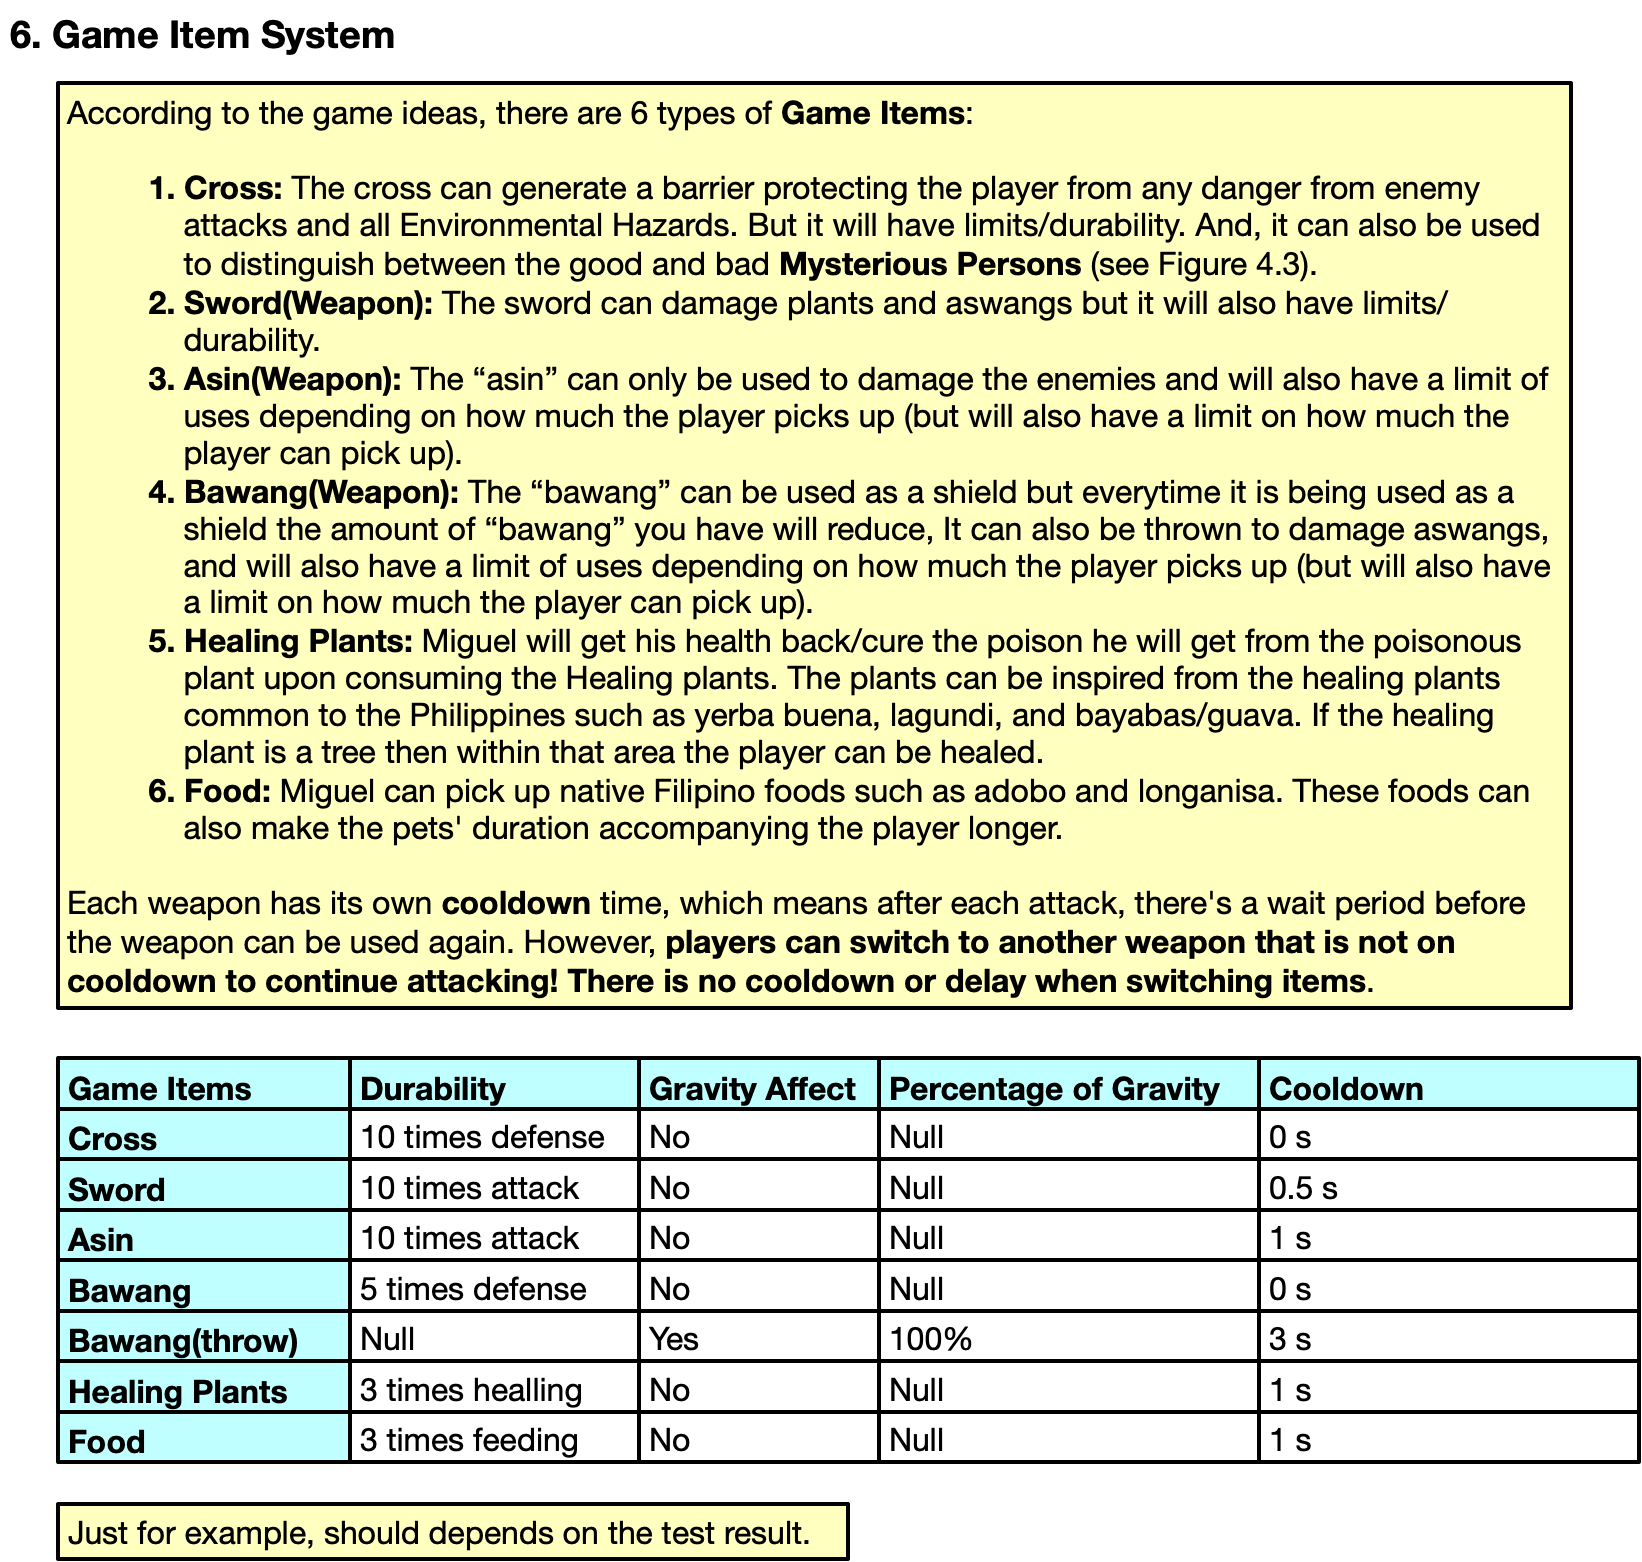 6. Game Item System
According to the game ideas, there are 6 types of Game Items:
1. Cross: The cross can generate a barrier protecting the player from any danger from enemy
attacks and all Environmental Hazards. But it will have limits/durability. And, it can also be used
to distinguish between the good and bad Mysterious Persons (see Figure 4.3).
2. Sword(Weapon): The sword can damage plants and aswangs but it will also have limits/
durability.
3. Asin(Weapon): The “asin” can only be used to damage the enemies and will also have a limit of
uses depending on how much the player picks up (but will also have a limit on how much the
player can pick up).
4. Bawang(Weapon): The “bawang” can be used as a shield but everytime it is being used as a
shield the amount of “bawang” you have will reduce, It can also be thrown to damage aswangs,
and will also have a limit of uses depending on how much the player picks up (but will also have
a limit on how much the player can pick up).
5. Healing Plants: Miguel will get his health back/cure the poison he will get from the poisonous
plant upon consuming the Healing plants. The plants can be inspired from the healing plants
common to the Philippines such as yerba buena, lagundi, and bayabas/guava. If the healing
plant is a tree then within that area the player can be healed.
6. Food: Miguel can pick up native Filipino foods such as adobo and longanisa. These foods can
also make the pets' duration accompanying the player longer.
Each weapon has its own cooldown time, which means after each attack, there's a wait period before
the weapon can be used again. However, players can switch to another weapon that is not on
cooldown to continue attacking! There is no cooldown or delay when switching items.
Game Items Durability Gravity Affect Percentage of Gravity Cooldown
Cross 10 times defense No Null 0 s
Sword 10 times attack No Null 0.5 s
Asin 10 times attack No Null 1 s
Bawang 5 times defense No Null 0 s
Bawang(throw) Null Yes 100% 3 s
Healing Plants 3 times healling No Null 1 s
Food 3 times feeding No Null 1 s
Just for example, should depends on the test result.